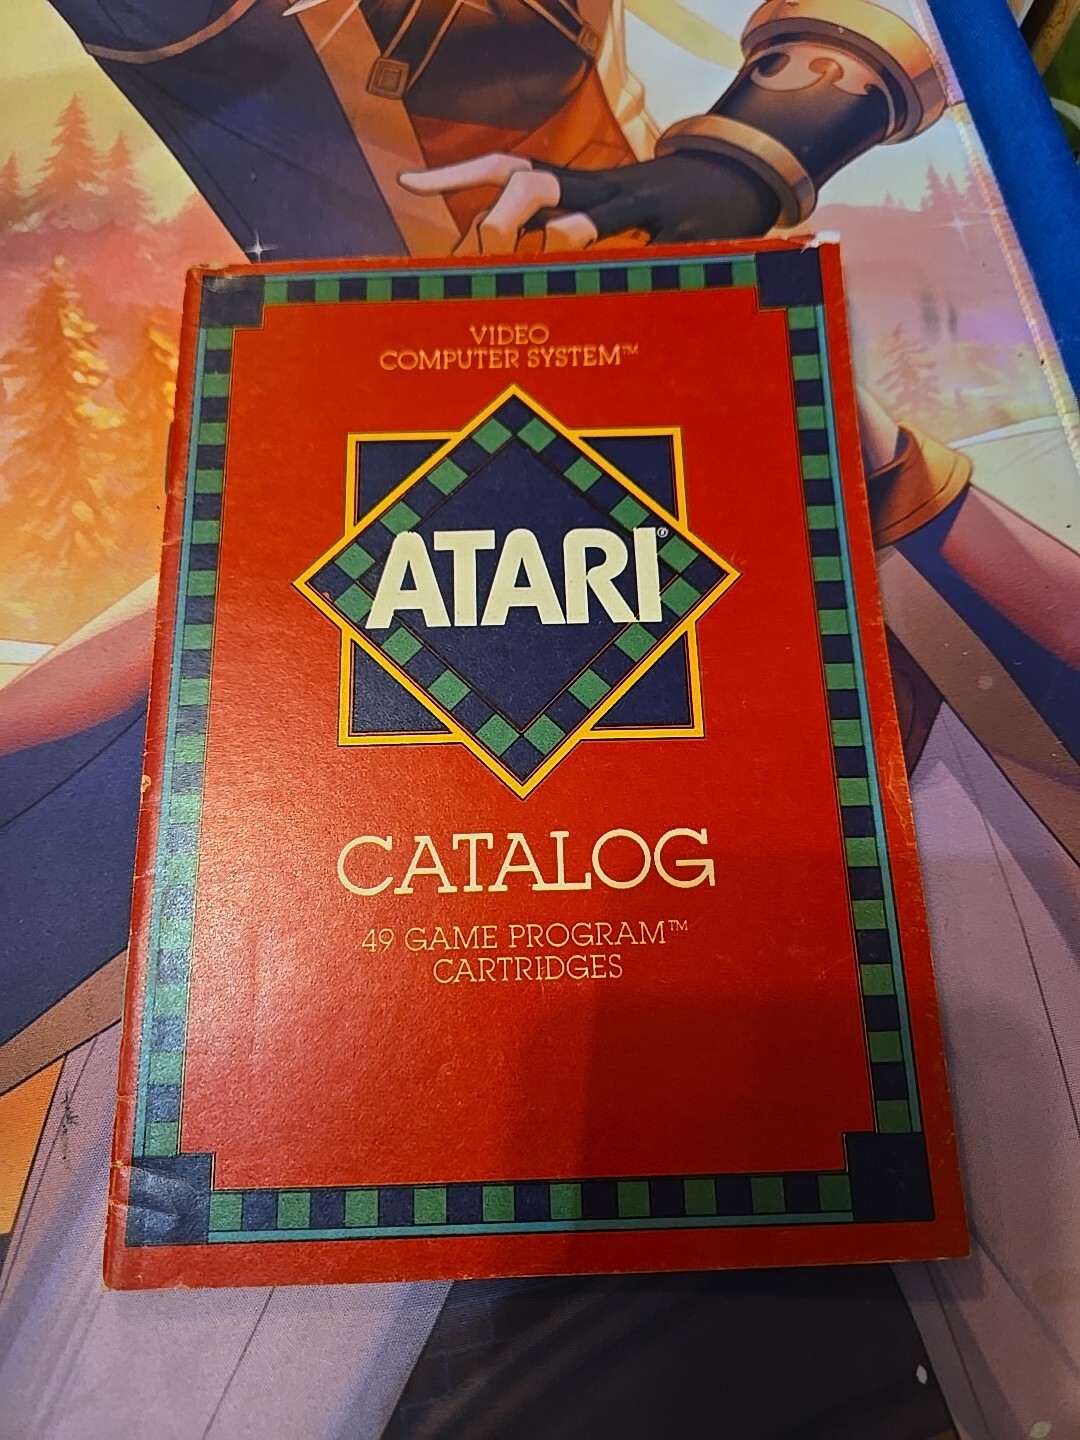 VIDEO
COMPUTER SYSTEM™
ATARI®
CATALOG
49 GAME PROGRAM™
CARTRIDGES